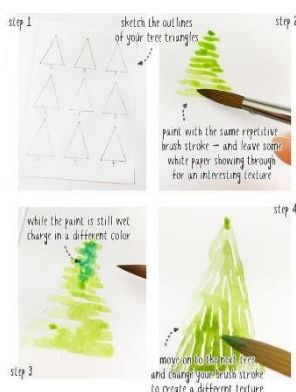 step 1
sketch the outlines
of your tree triangles
step 2
paint with the same repetitive
brush stroke – and leave some
white paper showing through
for an interesting texture
while the paint is still wet
charge in a different color
step 3
step 4
move on to the next tree
and change your brush stroke
to create a different texture